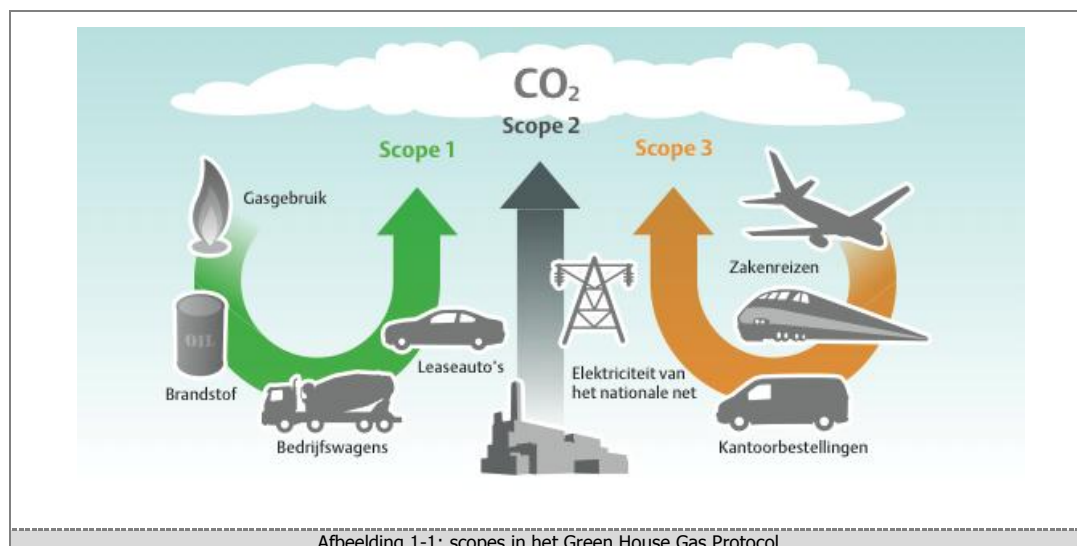 CO₂
Scope 2
Scope 1
Scope 3
Gasgebruik
Zakenreizen
OIL
Leaseauto's
Elektriciteit van
het nationale net
Brandstof
Bedrijfswagens
Kantoorbestellingen
Afbeelding 1-1: scopes in het Green House Gas Protocol